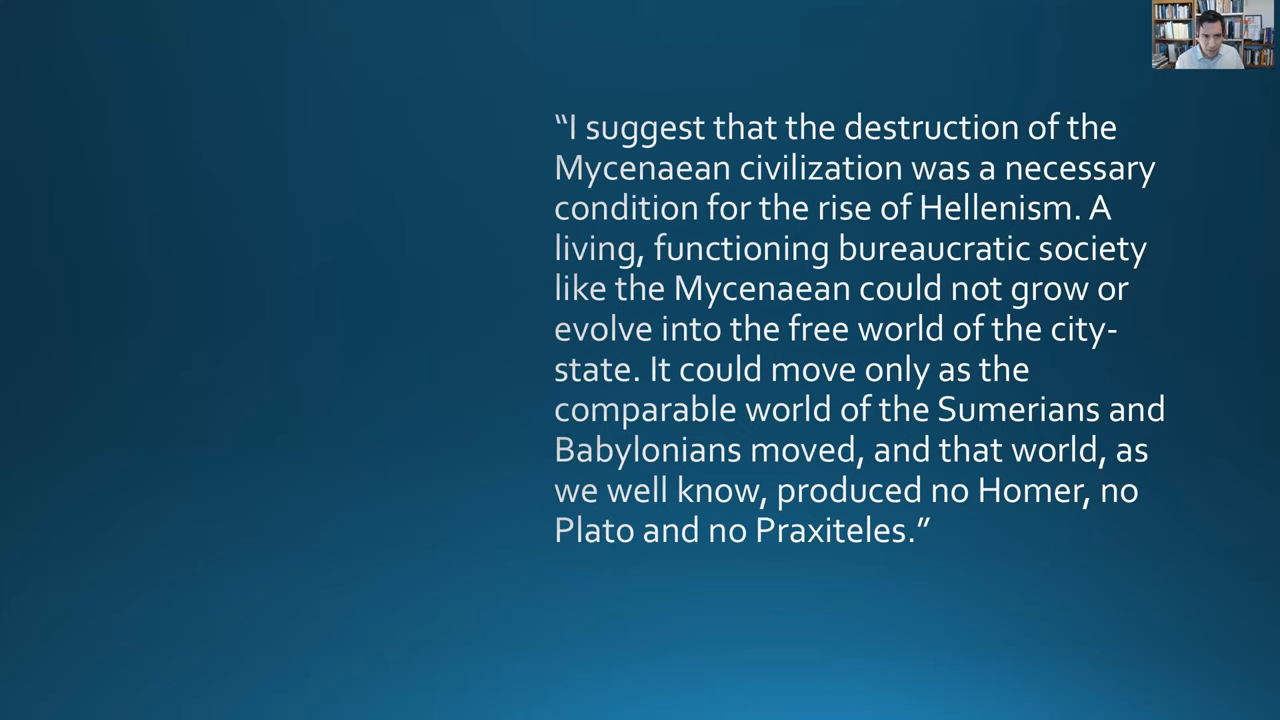 “I suggest that the destruction of the
Mycenaean civilization was a necessary
condition for the rise of Hellenism. A
living, functioning bureaucratic society
like the Mycenaean could not grow or
evolve into the free world of the city-
state. It could move only as the
comparable world of the Sumerians and
Babylonians moved, and that world, as
we well know, produced no Homer, no
Plato and no Praxiteles.”